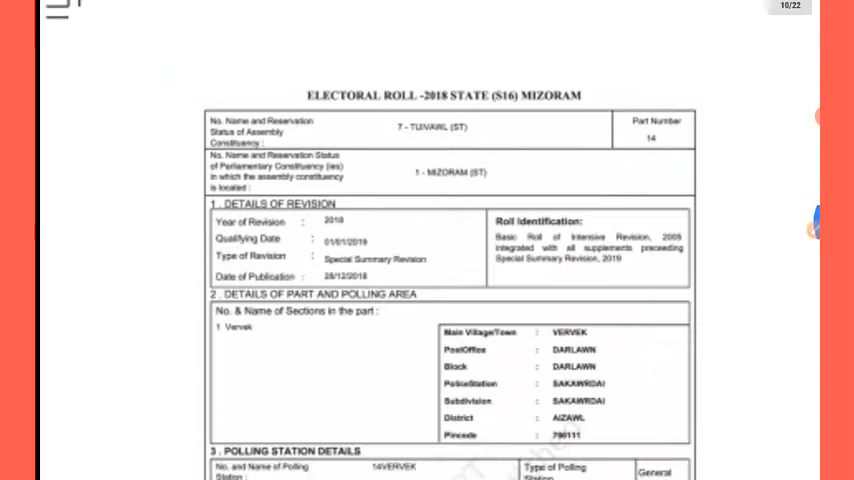 10/22
ELECTORAL ROLL -2018 STATE (S16) MIZORAM
No. Name and Reservation
Status of Assembly
Constituency :
7 - TUIVAWL (ST)
Part Number
14
No. Name and Reservation Status
of Parliamentary Constituency (ies)
in which the assembly constituency
is located :
1 - MIZORAM (ST)
1 . DETAILS OF REVISION
Year of Revision : 2018
Qualifying Date : 01/01/2019
Type of Revision : Special Summary Revision
Date of Publication : 28/12/2018
Roll Identification:
Basic Roll of Intensive Revision, 2005
integrated with all supplements preceeding
Special Summary Revision, 2019
2 . DETAILS OF PART AND POLLING AREA
No. & Name of Sections in the part :
1 Vervek
Main Village/Town : VERVEK
PostOffice : DARLAWN
Block : DARLAWN
PoliceStation : SAKAWRDAI
Subdivision : SAKAWRDAI
District : AIZAWL
Pincode : 796111
3 . POLLING STATION DETAILS
No. and Name of Polling
Station :
14VERVEK
Type of Polling
Station
General